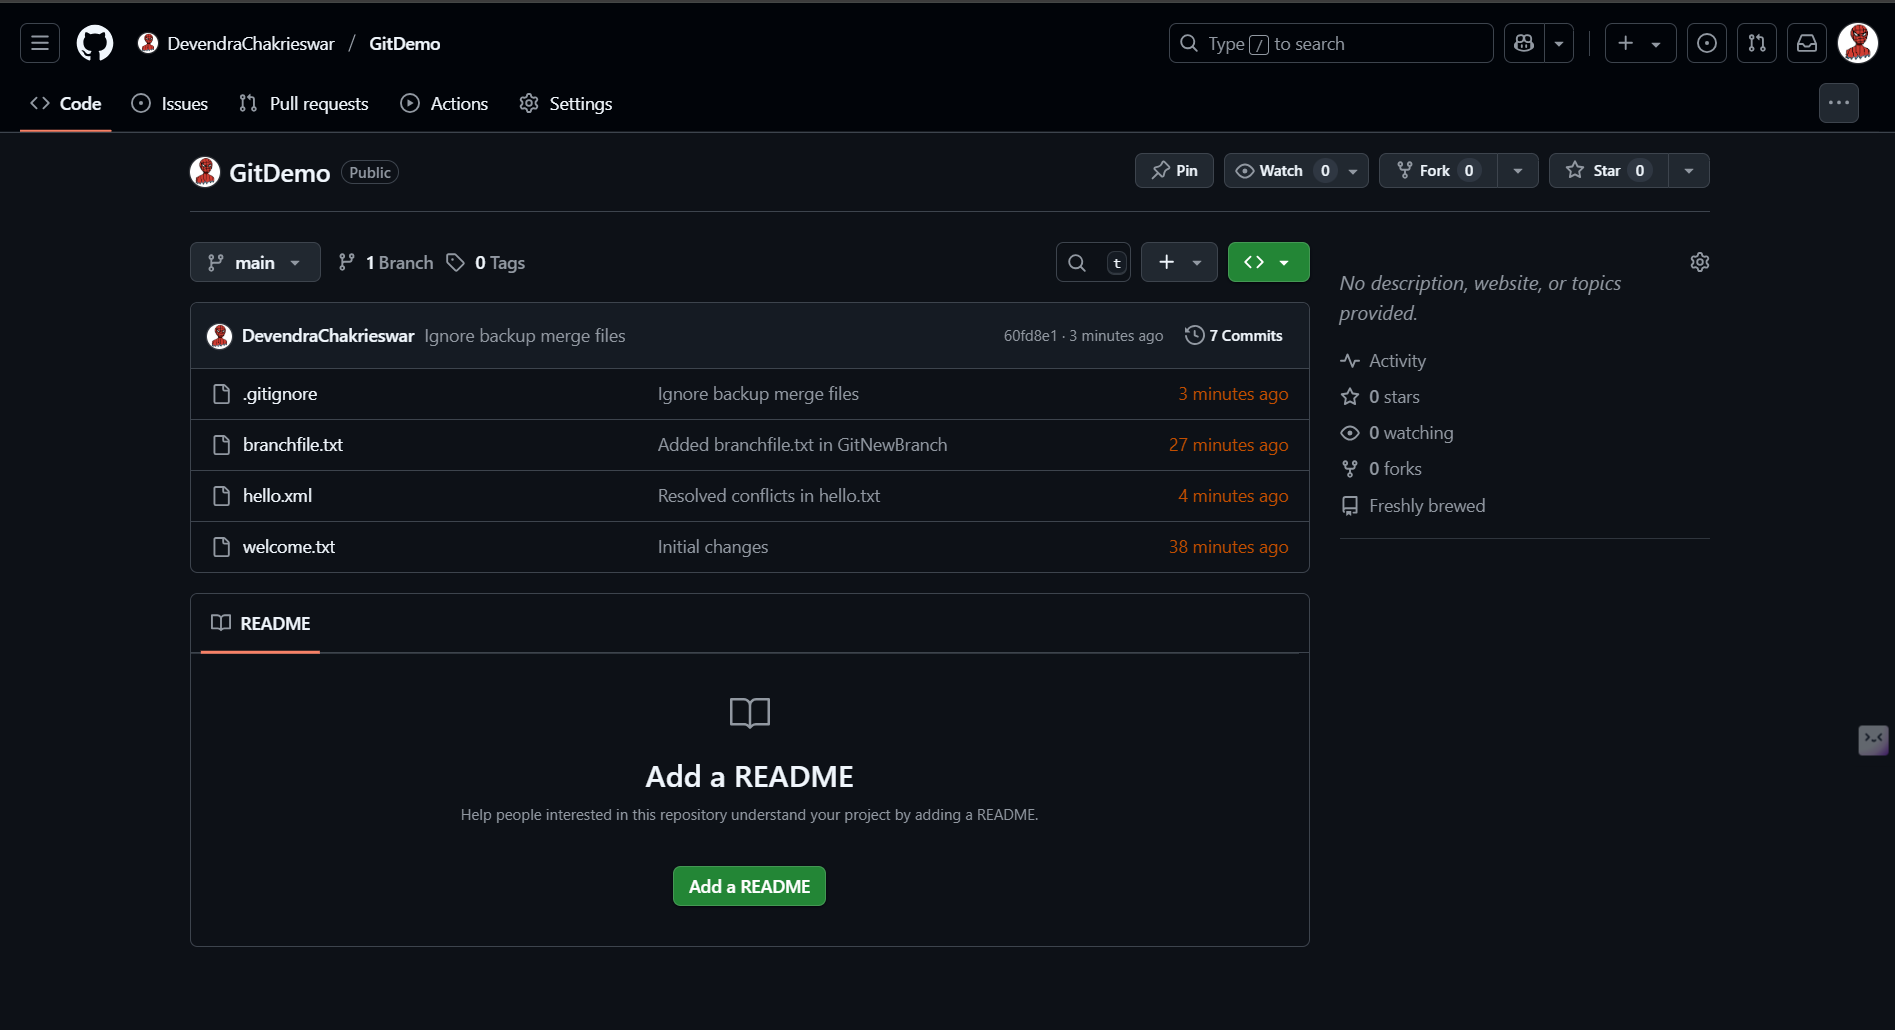 DevendraChakrieswar / GitDemo
Type / to search
Code Issues Pull requests Actions Settings
GitDemo Public
Pin Watch 0 Fork 0 Star 0
main 1 Branch 0 Tags
t
No description, website, or topics
provided.
DevendraChakrieswar Ignore backup merge files 60fd8e1 · 3 minutes ago 7 Commits
.gitignore Ignore backup merge files 3 minutes ago
branchfile.txt Added branchfile.txt in GitNewBranch 27 minutes ago
hello.xml Resolved conflicts in hello.txt 4 minutes ago
welcome.txt Initial changes 38 minutes ago
Activity
0 stars
0 watching
0 forks
Freshly brewed
README
Add a README
Help people interested in this repository understand your project by adding a README.
Add a README